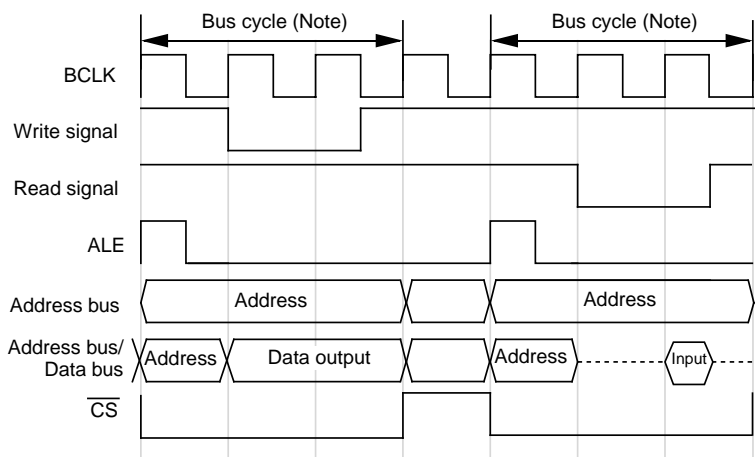 Bus cycle (Note) Bus cycle (Note)
BCLK
Write signal
Read signal
ALE
Address bus Address Address
Address bus/
Data bus Address Data output Address Input
CS